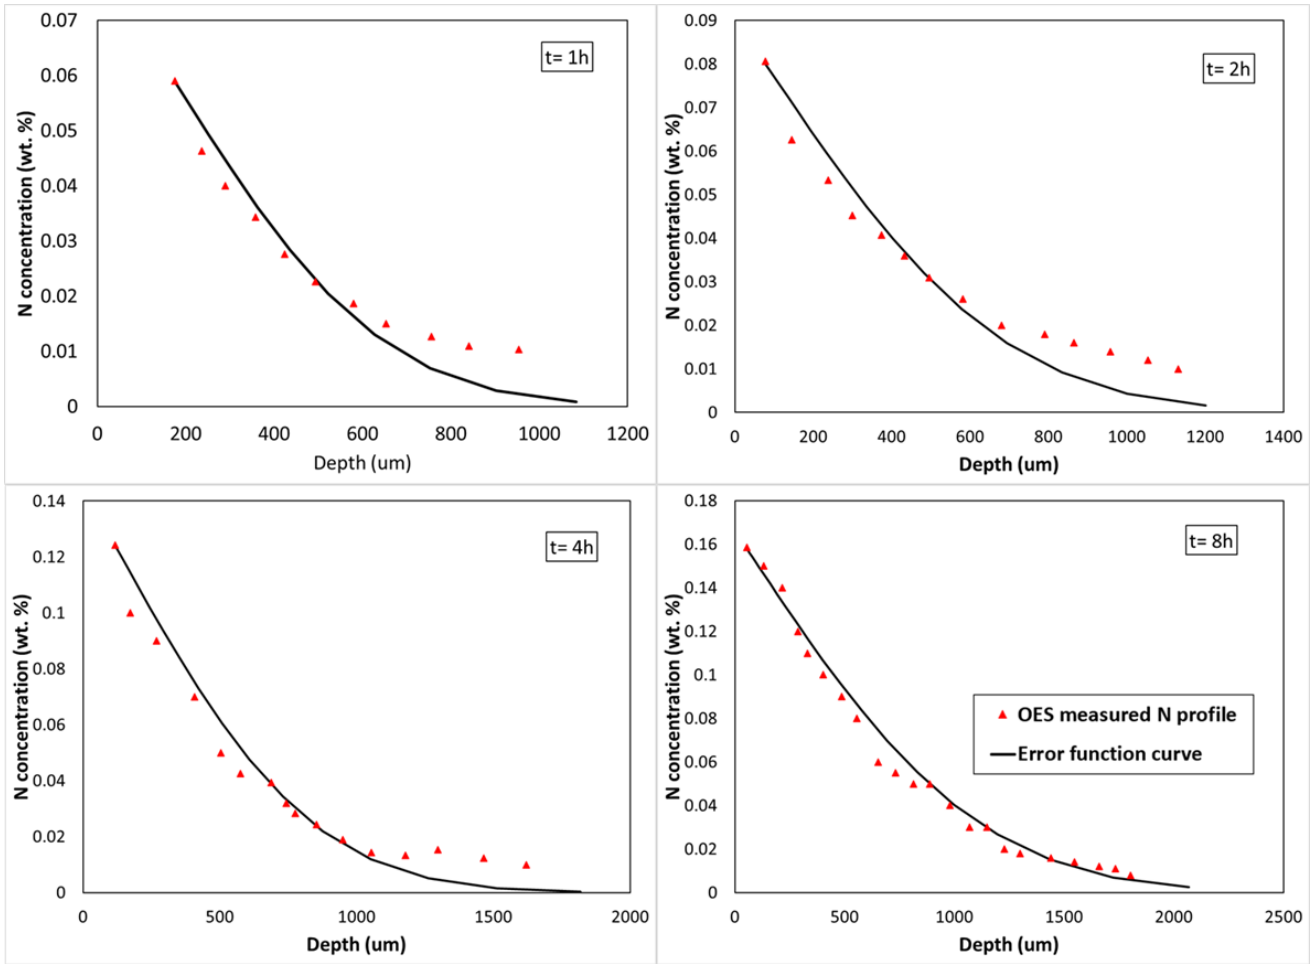 0.07
0.06
0.05
0.04
0.03
0.02
0.01
0
N concentration (wt. %)
t= 1h
0 200 400 600 800 1000 1200
Depth (um)
0.09
0.08
0.07
0.06
0.05
0.04
0.03
0.02
0.01
0
N concentration (wt. %)
t= 2h
0 200 400 600 800 1000 1200 1400
Depth (um)
0.14
0.12
0.1
0.08
0.06
0.04
0.02
0
N concentration (wt. %)
t= 4h
0 500 1000 1500 2000
Depth (um)
0.18
0.16
0.14
0.12
0.1
0.08
0.06
0.04
0.02
0
N concentration (wt. %)
t= 8h
OES measured N profile
Error function curve
0 500 1000 1500 2000 2500
Depth (um)